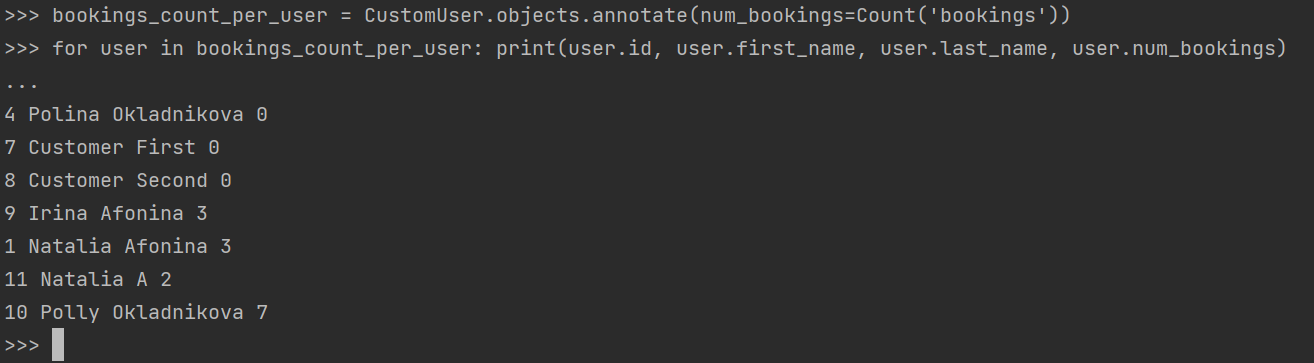 >>> bookings_count_per_user = CustomUser.objects.annotate(num_bookings=Count('bookings'))
>>> for user in bookings_count_per_user: print(user.id, user.first_name, user.last_name, user.num_bookings)
...
4 Polina Okladnikova 0
7 Customer First 0
8 Customer Second 0
9 Irina Afonina 3
1 Natalia Afonina 3
11 Natalia A 2
10 Polly Okladnikova 7
>>>